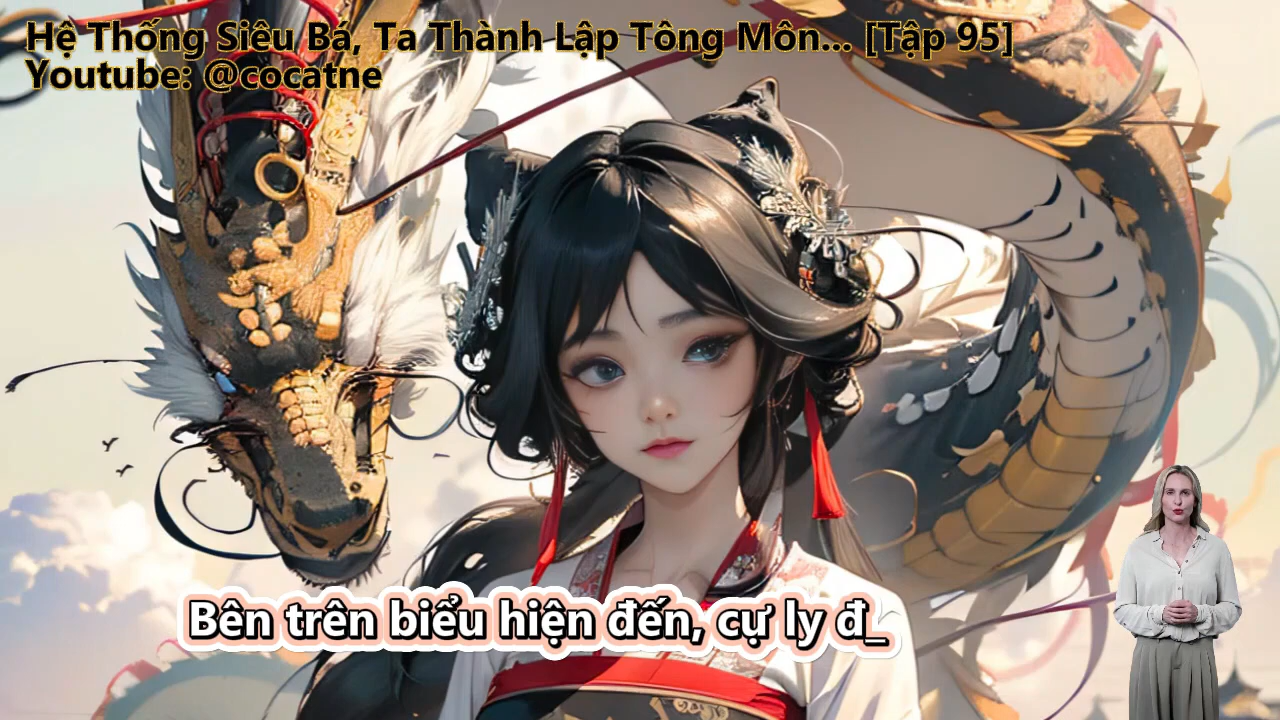 Hệ Thống Siêu Bá, Ta Thành Lập Tông Môn... [Tập 95]
Youtube: @cocatne
Bên trên biểu hiện đến, cự ly đ_